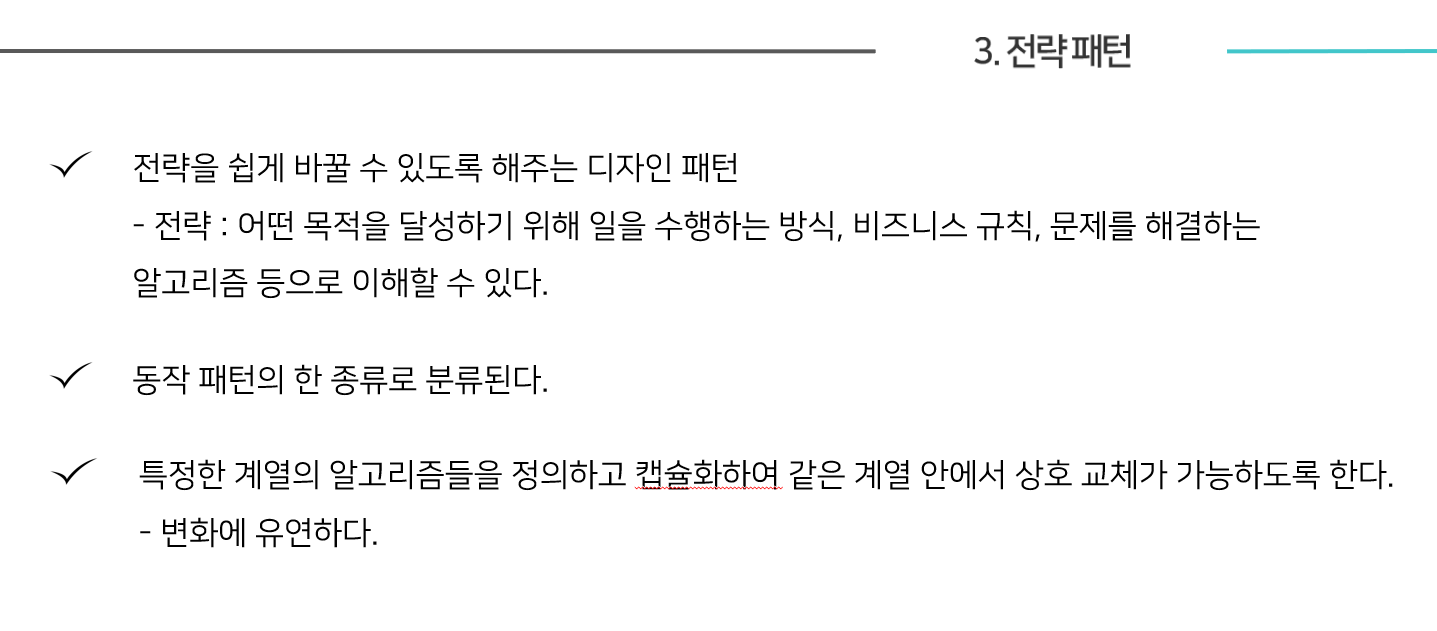 3. 전략 패턴
전략을 쉽게 바꿀 수 있도록 해주는 디자인 패턴
- 전략 : 어떤 목적을 달성하기 위해 일을 수행하는 방식, 비즈니스 규칙, 문제를 해결하는
알고리즘 등으로 이해할 수 있다.
동작 패턴의 한 종류로 분류된다.
특정한 계열의 알고리즘들을 정의하고 캡슐화하여 같은 계열 안에서 상호 교체가 가능하도록 한다.
- 변화에 유연하다.